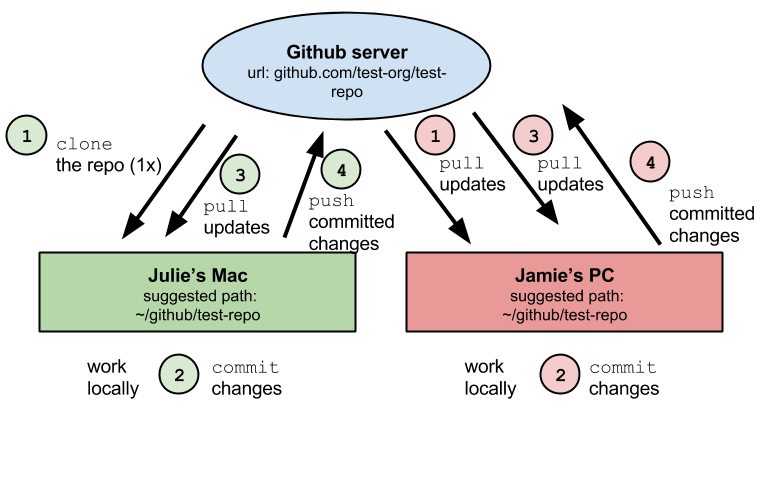 Github server
url: github.com/test-org/test-
repo
1
clone
the repo (1x)
3
pull
updates
4
push
committed
changes
1
pull
updates
3
pull
updates
4
push
committed
changes
Julie's Mac
suggested path:
~/github/test-repo
Jamie's PC
suggested path:
~/github/test-repo
work
locally
2
commit
changes
work
locally
2
commit
changes